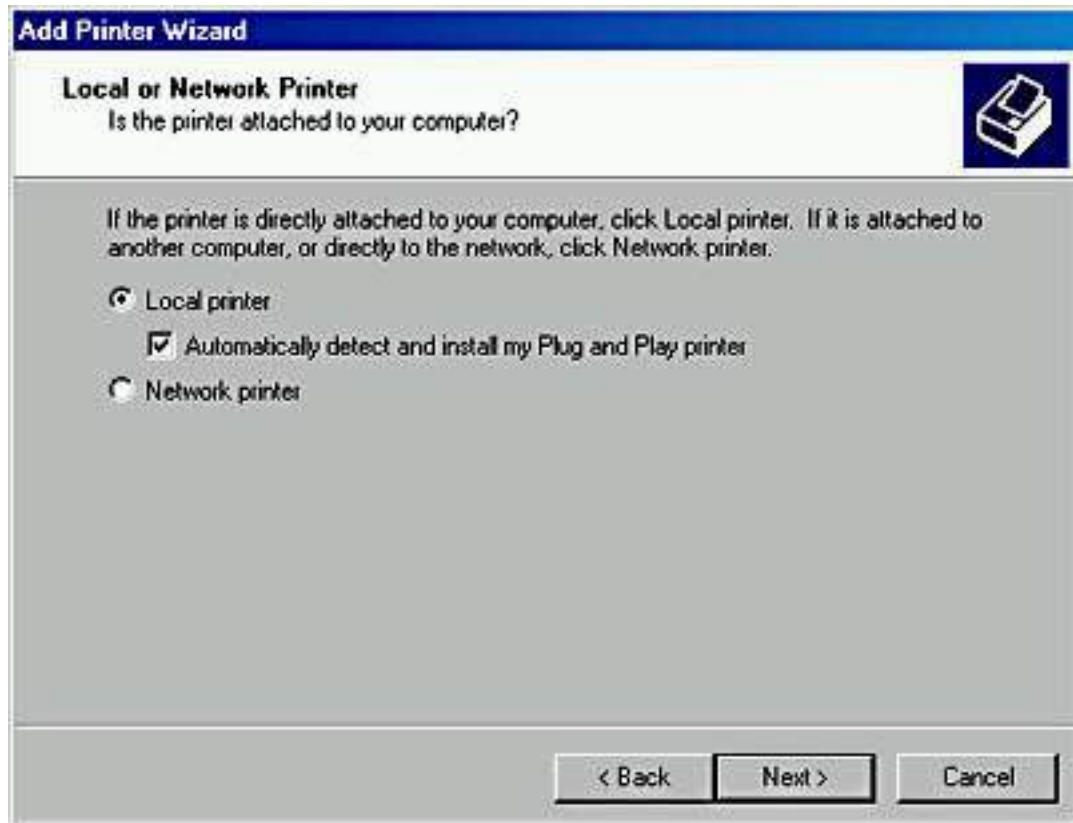 Add Printer Wizard
Local or Network Printer
Is the printer attached to your computer?
If the printer is directly attached to your computer, click Local printer. If it is attached to
another computer, or directly to the network, click Network printer.
Local printer
Automatically detect and install my Plug and Play printer
Network printer
< Back Next > Cancel